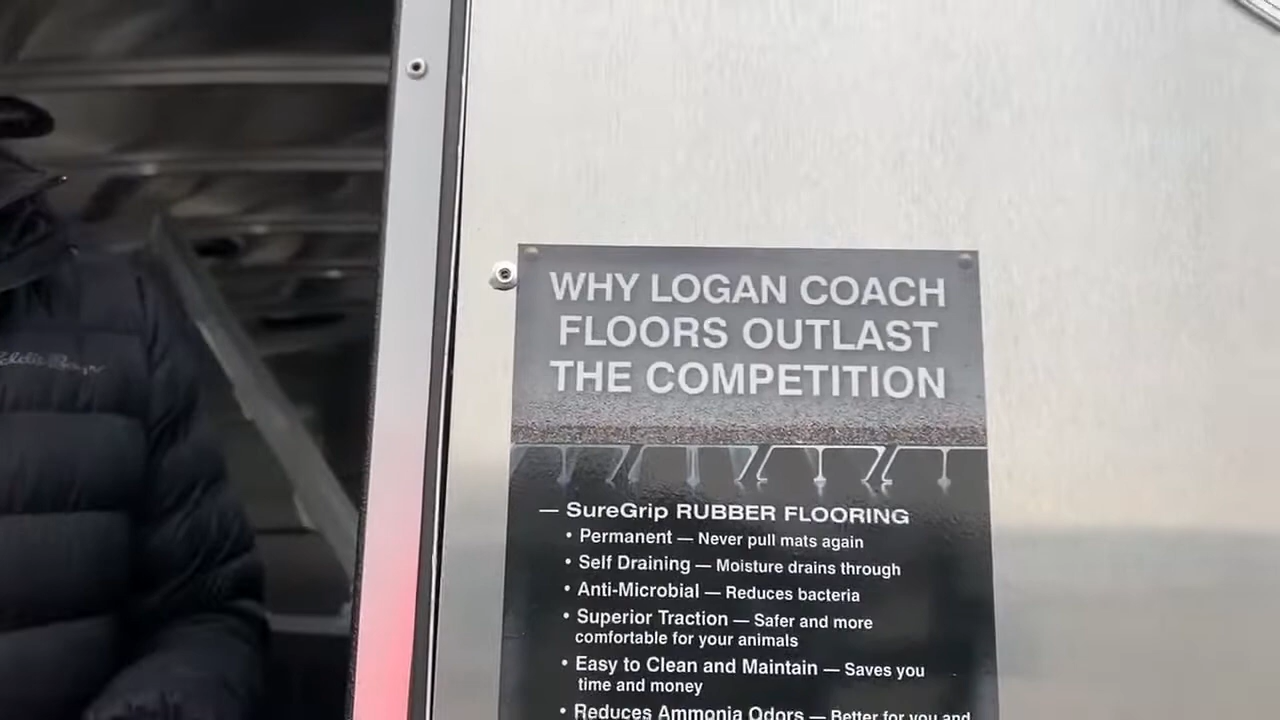 Eddie Bauer
WHY LOGAN COACH
FLOORS OUTLAST
THE COMPETITION
— SureGrip RUBBER FLOORING
• Permanent — Never pull mats again
• Self Draining — Moisture drains through
• Anti-Microbial — Reduces bacteria
• Superior Traction — Safer and more
comfortable for your animals
• Easy to Clean and Maintain — Saves you
time and money
• Reduces Ammonia Odors — Better for you and